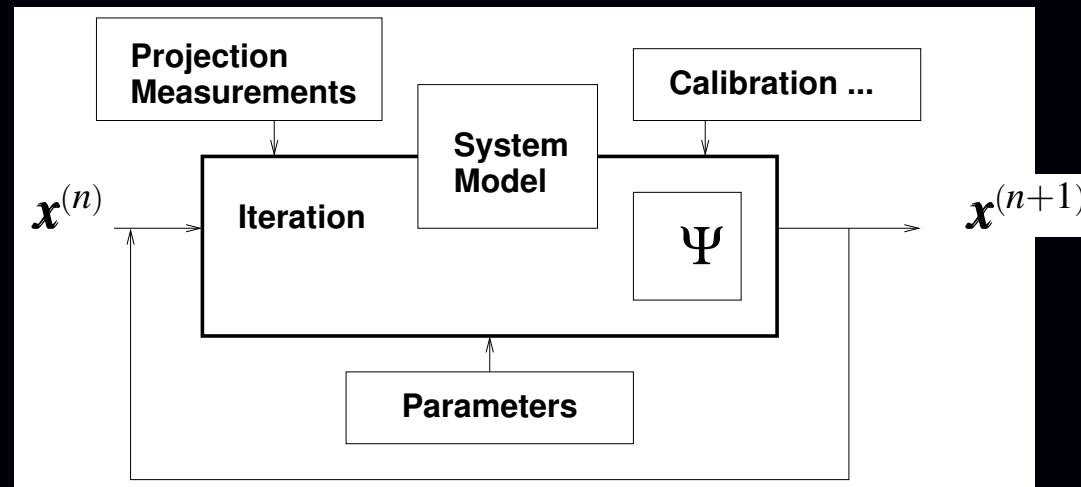 Projection
Measurements
Calibration ...
System
Model
x^(n)
Iteration
Ψ
x^(n+1)
Parameters